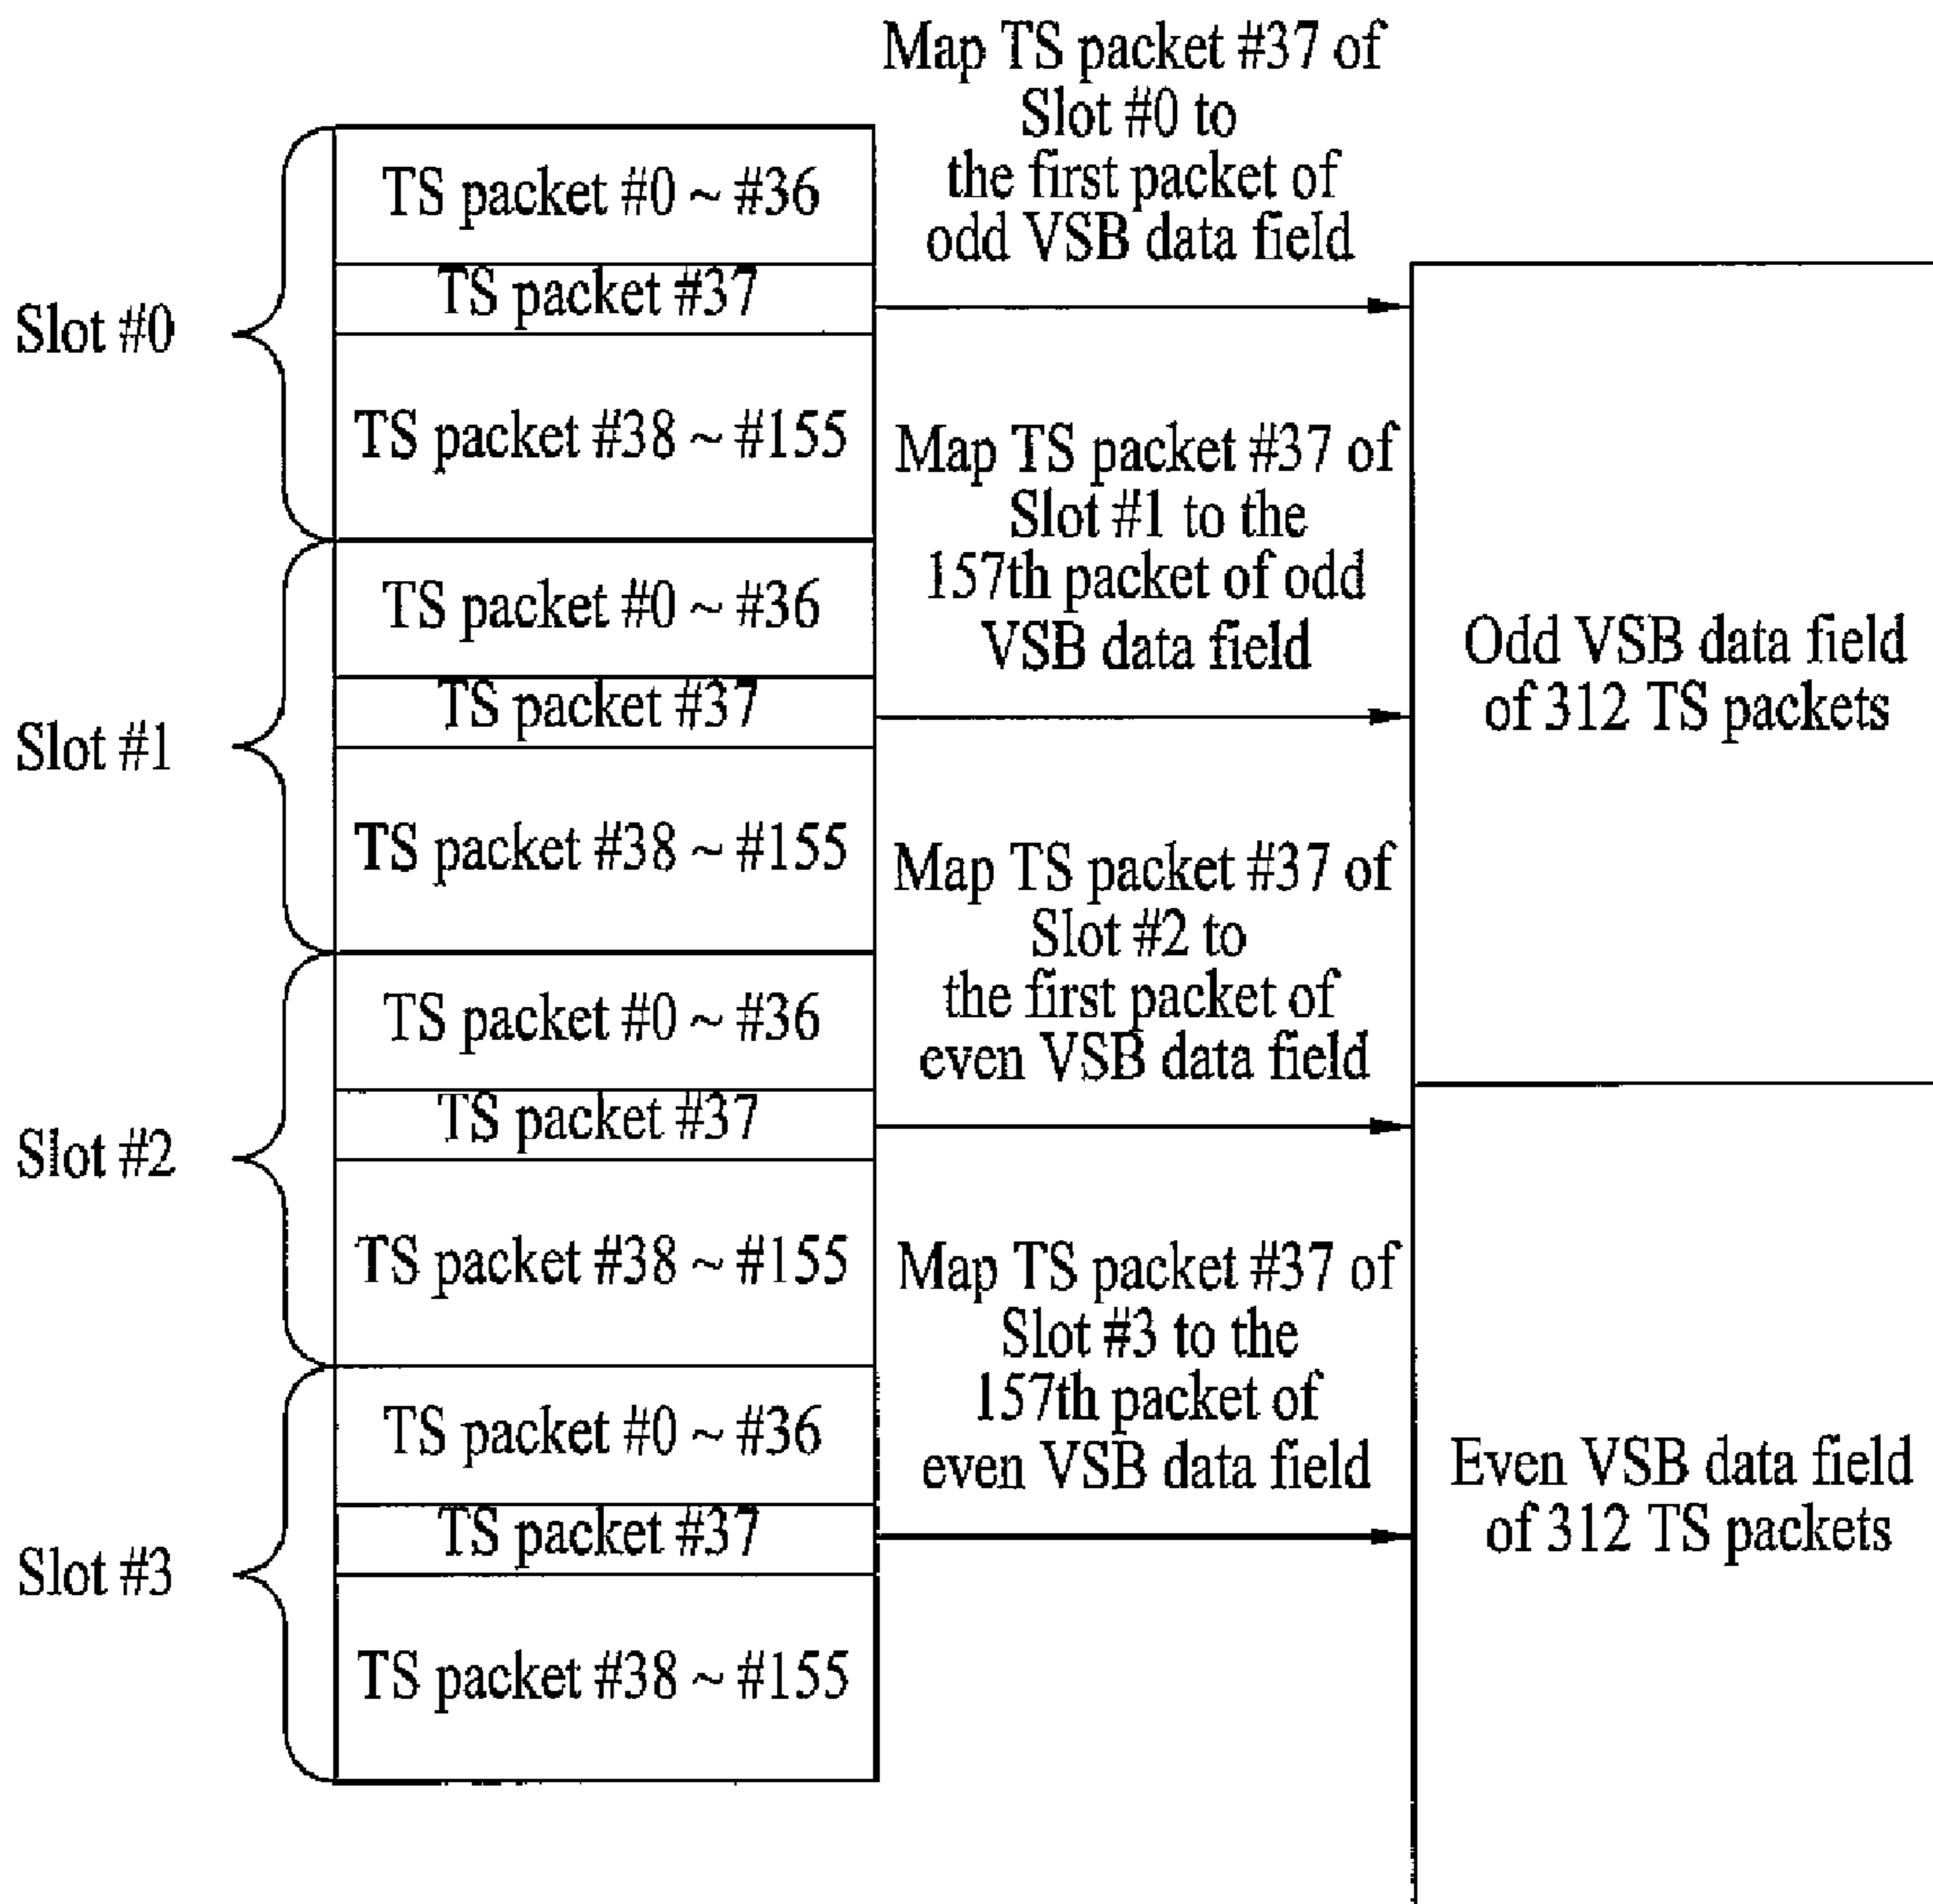 Map TS packet #37 of
Slot #0 to
the first packet of
odd VSB data field
Slot #0
TS packet #0 ~ #36
TS packet #37
TS packet #38 ~ #155
Map TS packet #37 of
Slot #1 to the
157th packet of odd
VSB data field
Slot #1
TS packet #0 ~ #36
TS packet #37
TS packet #38 ~ #155
Odd VSB data field
of 312 TS packets
Map TS packet #37 of
Slot #2 to
the first packet of
even VSB data field
Slot #2
TS packet #0 ~ #36
TS packet #37
TS packet #38 ~ #155
Map TS packet #37 of
Slot #3 to the
157th packet of
even VSB data field
Slot #3
TS packet #0 ~ #36
TS packet #37
TS packet #38 ~ #155
Even VSB data field
of 312 TS packets